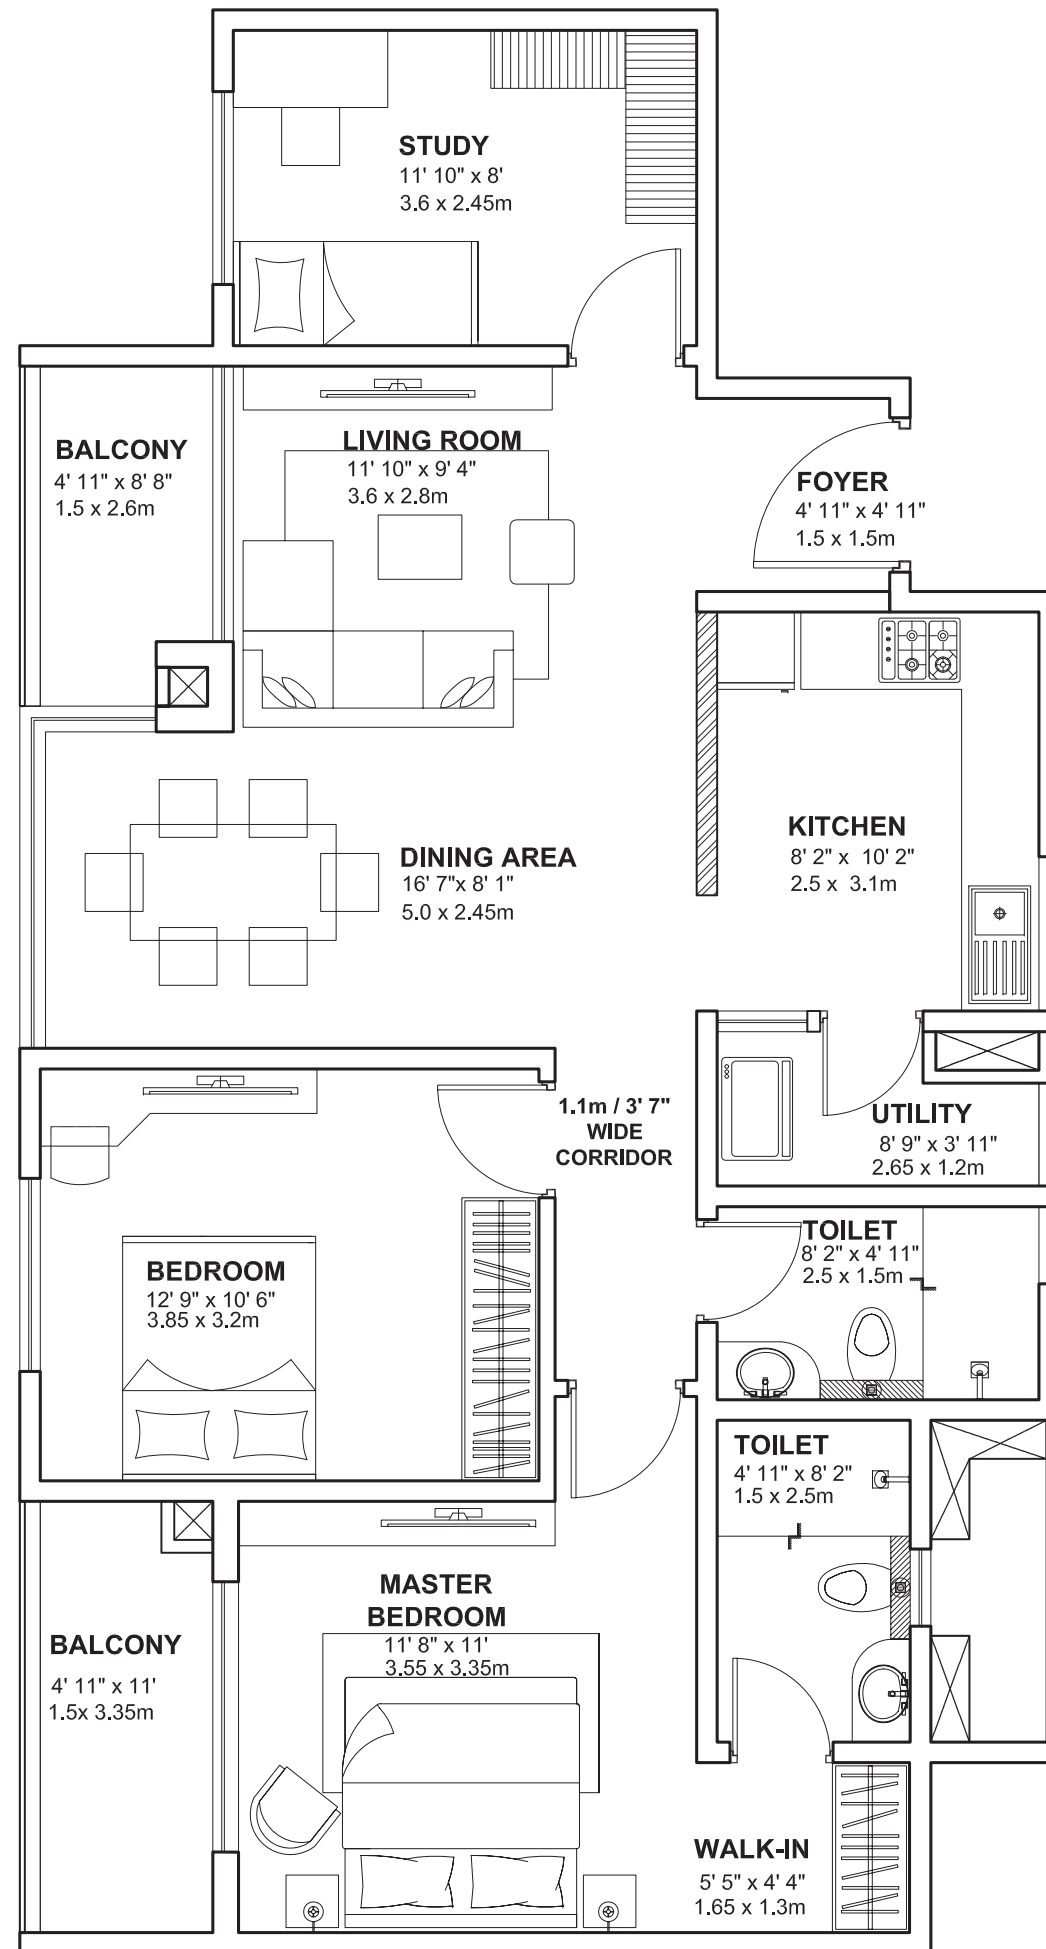 STUDY
11' 10" x 8'
3.6 x 2.45m
BALCONY
4' 11" x 8' 8"
1.5 x 2.6m
LIVING ROOM
11' 10" x 9' 4"
3.6 x 2.8m
FOYER
4' 11" x 4' 11"
1.5 x 1.5m
KITCHEN
8' 2" x 10' 2"
2.5 x 3.1m
DINING AREA
16' 7"x 8' 1"
5.0 x 2.45m
1.1m / 3' 7"
WIDE
CORRIDOR
UTILITY
8' 9" x 3' 11"
2.65 x 1.2m
TOILET
8' 2" x 4' 11"
2.5 x 1.5m
BEDROOM
12' 9" x 10' 6"
3.85 x 3.2m
TOILET
4' 11" x 8' 2"
1.5 x 2.5m
MASTER
BEDROOM
11' 8" x 11'
3.55 x 3.35m
BALCONY
4' 11" x 11'
1.5x 3.35m
WALK-IN
5' 5" x 4' 4"
1.65 x 1.3m